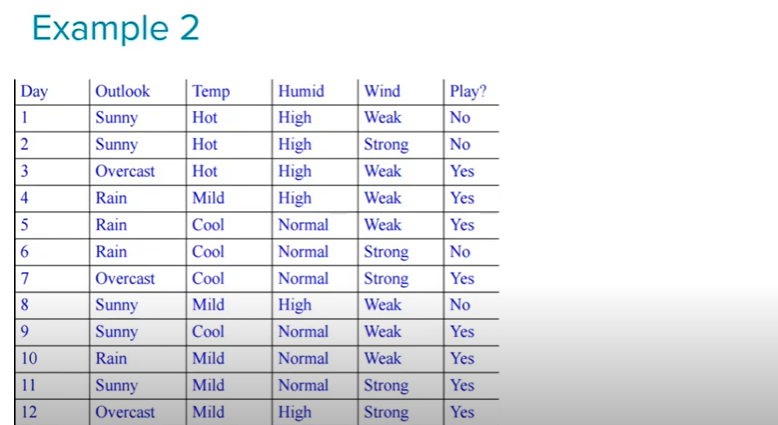 Example 2
Day Outlook Temp Humid Wind Play?
1 Sunny Hot High Weak No
2 Sunny Hot High Strong No
3 Overcast Hot High Weak Yes
4 Rain Mild High Weak Yes
5 Rain Cool Normal Weak Yes
6 Rain Cool Normal Strong No
7 Overcast Cool Normal Strong Yes
8 Sunny Mild High Weak No
9 Sunny Cool Normal Weak Yes
10 Rain Mild Normal Weak Yes
11 Sunny Mild Normal Strong Yes
12 Overcast Mild High Strong Yes